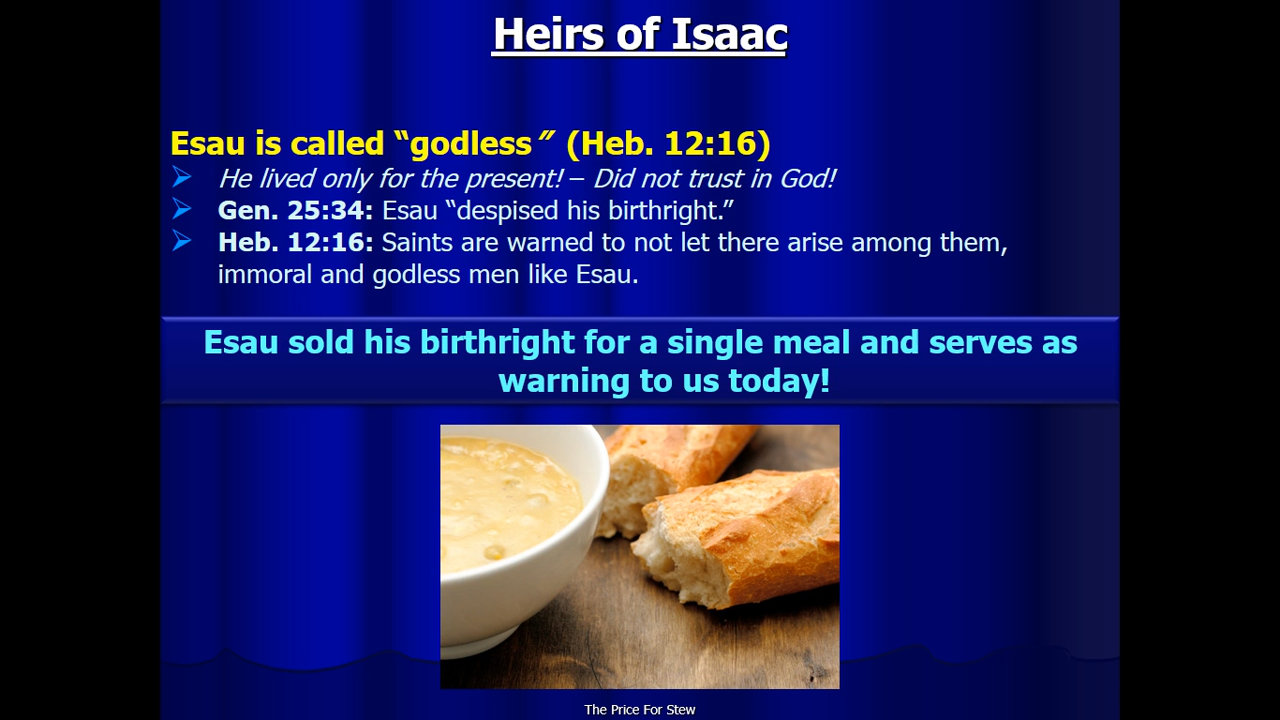 Heirs of Isaac
Esau is called “godless” (Heb. 12:16)
He lived only for the present! – Did not trust in God!
Gen. 25:34: Esau “despised his birthright.”
Heb. 12:16: Saints are warned to not let there arise among them,
immoral and godless men like Esau.
Esau sold his birthright for a single meal and serves as
warning to us today!
The Price For Stew